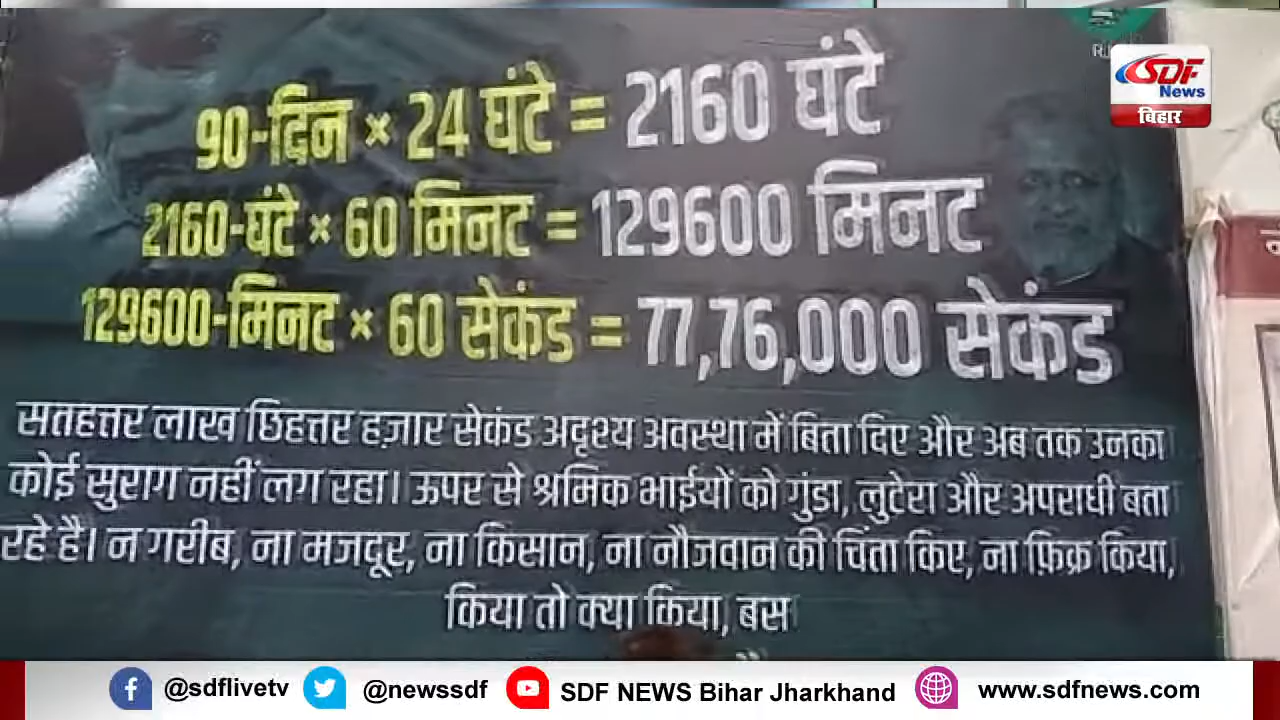 SDF
News
बिहार
90-दिन × 24 घंटे = 2160 घंटे
2160-घंटे × 60 मिनट = 129600 मिनट
129600-मिनट × 60 सेकंड = 77,76,000 सेकंड
सतहत्तर लाख छिहत्तर हज़ार सेकंड अदृश्य अवस्था में बिता दिए और अब तक उनका
कोई सुराग नहीं लग रहा। ऊपर से श्रमिक भाईयों को गुंडा, लुटेरा और अपराधी बता
रहे है। न गरीब, ना मजदूर, ना किसान, ना नौजवान की चिंता किए, ना फ़िक्र किया,
किया तो क्या किया, बस
@sdflivetv @newssdf SDF NEWS Bihar Jharkhand www.sdfnews.com